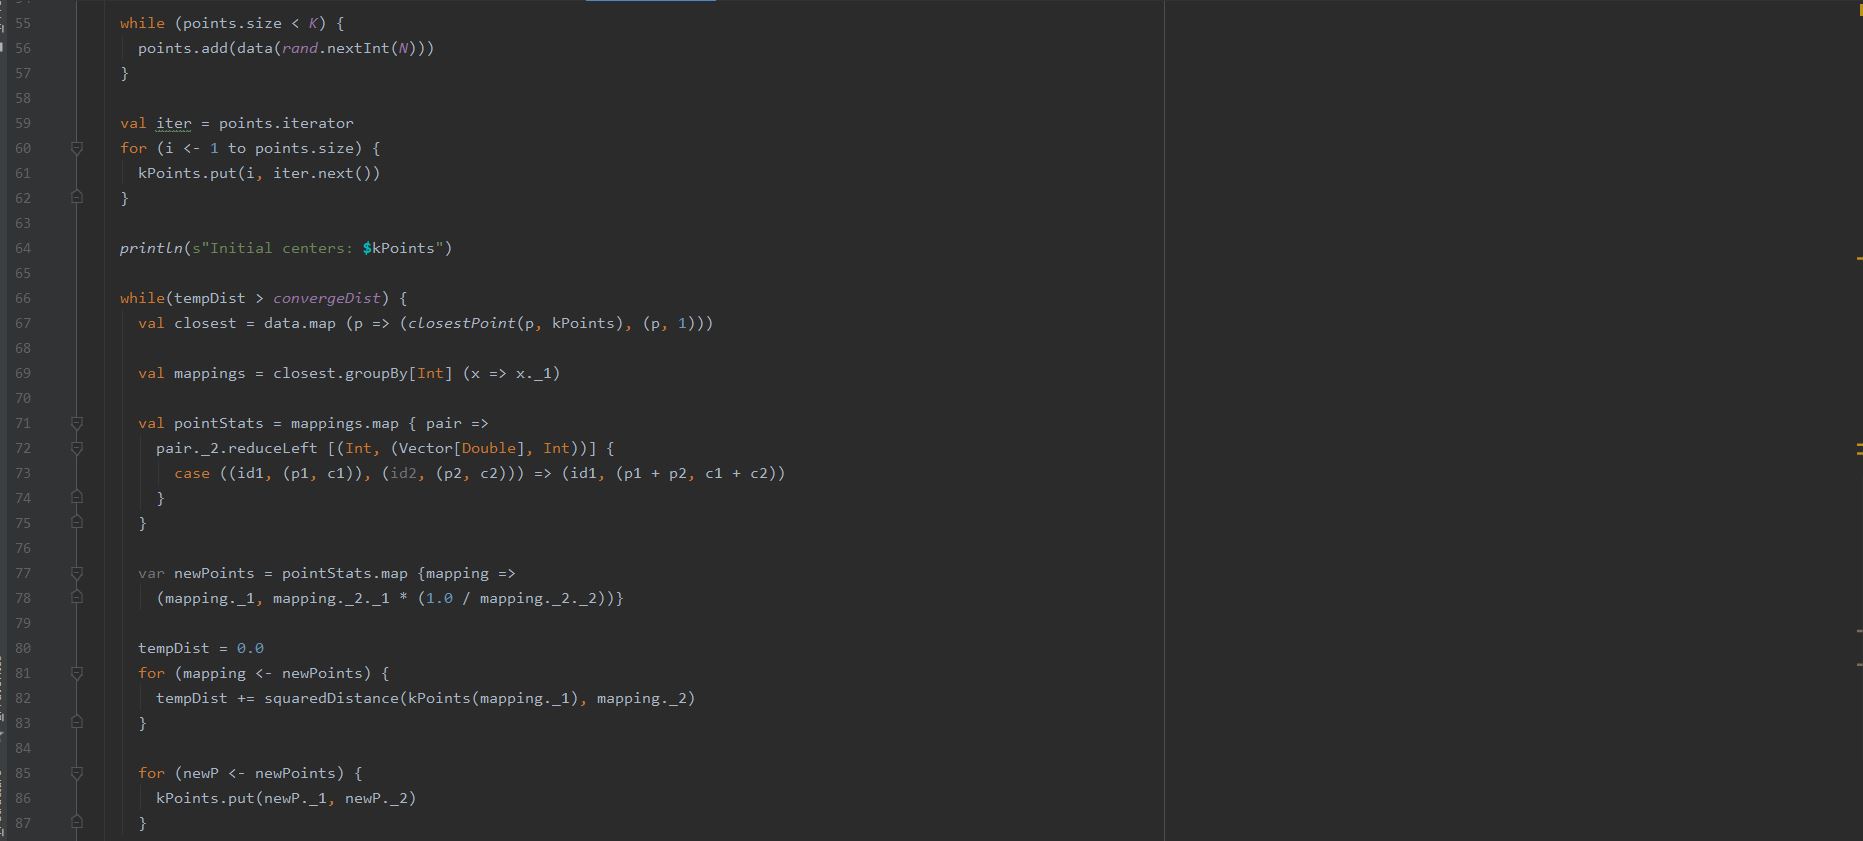 55 while (points.size < K) {
56 points.add(data(rand.nextInt(N)))
57 }
58
59 val iter = points.iterator
60 for (i <- 1 to points.size) {
61 kPoints.put(i, iter.next())
62 }
63
64 println(s"Initial centers: $kPoints")
65
66 while(tempDist > convergeDist) {
67 val closest = data.map (p => (closestPoint(p, kPoints), (p, 1)))
68
69 val mappings = closest.groupBy[Int] (x => x._1)
70
71 val pointStats = mappings.map { pair =>
72 pair._2.reduceLeft [(Int, (Vector[Double], Int))] {
73 case ((id1, (p1, c1)), (id2, (p2, c2))) => (id1, (p1 + p2, c1 + c2))
74 }
75 }
76
77 var newPoints = pointStats.map {mapping =>
78 (mapping._1, mapping._2._1 * (1.0 / mapping._2._2))}
79
80 tempDist = 0.0
81 for (mapping <- newPoints) {
82 tempDist += squaredDistance(kPoints(mapping._1), mapping._2)
83 }
84
85 for (newP <- newPoints) {
86 kPoints.put(newP._1, newP._2)
87 }